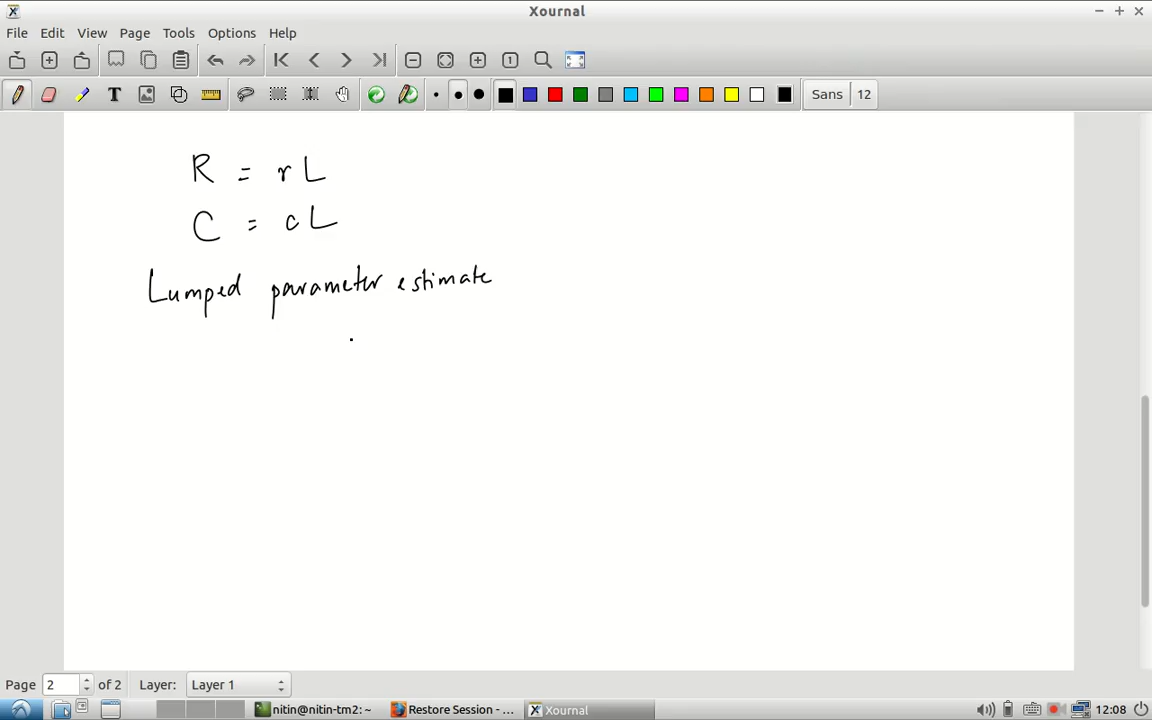 Xournal
File Edit View Page Tools Options Help
Sans 12
R = rL
C = cL
Lumped parameter estimate
Page 2 of 2 Layer: Layer 1
nitin@nitin-tm2: ~ Restore Session - ... Xournal 12:08